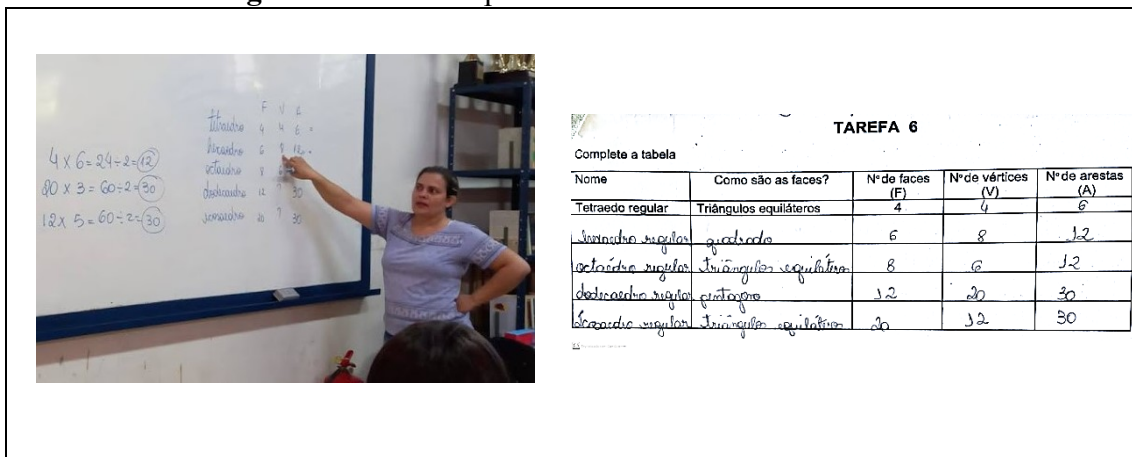 4 x 6 = 24 ÷ 2 = 12
20 x 3 = 60 ÷ 2 = 30
12 x 5 = 60 ÷ 2 = 30
F V A
tetraedro 4 4 6
hexaedro 6 8 12
octaedro 8 6
dodecaedro 12 ? 30
icosaedro 20 ? 30
TAREFA 6
Complete a tabela
Nome Como são as faces? Nº de faces (F) Nº de vértices (V) Nº de arestas (A)
Tetraedo regular Triângulos equiláteros 4 4 6
hexaedro regular quadrado 6 8 12
octaédro regular triângulos equiláteros 8 6 12
dodecaedro regular pentagono 12 20 30
Icosaedro regular triângulos equiláteros 20 12 30